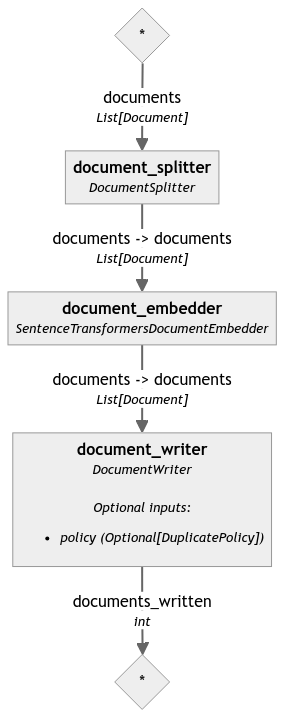 *
documents
List[Document]
document_splitter
DocumentSplitter
documents -> documents
List[Document]
document_embedder
SentenceTransformersDocumentEmbedder
documents -> documents
List[Document]
document_writer
DocumentWriter
Optional inputs:
• policy (Optional[DuplicatePolicy])
documents_written
int
*